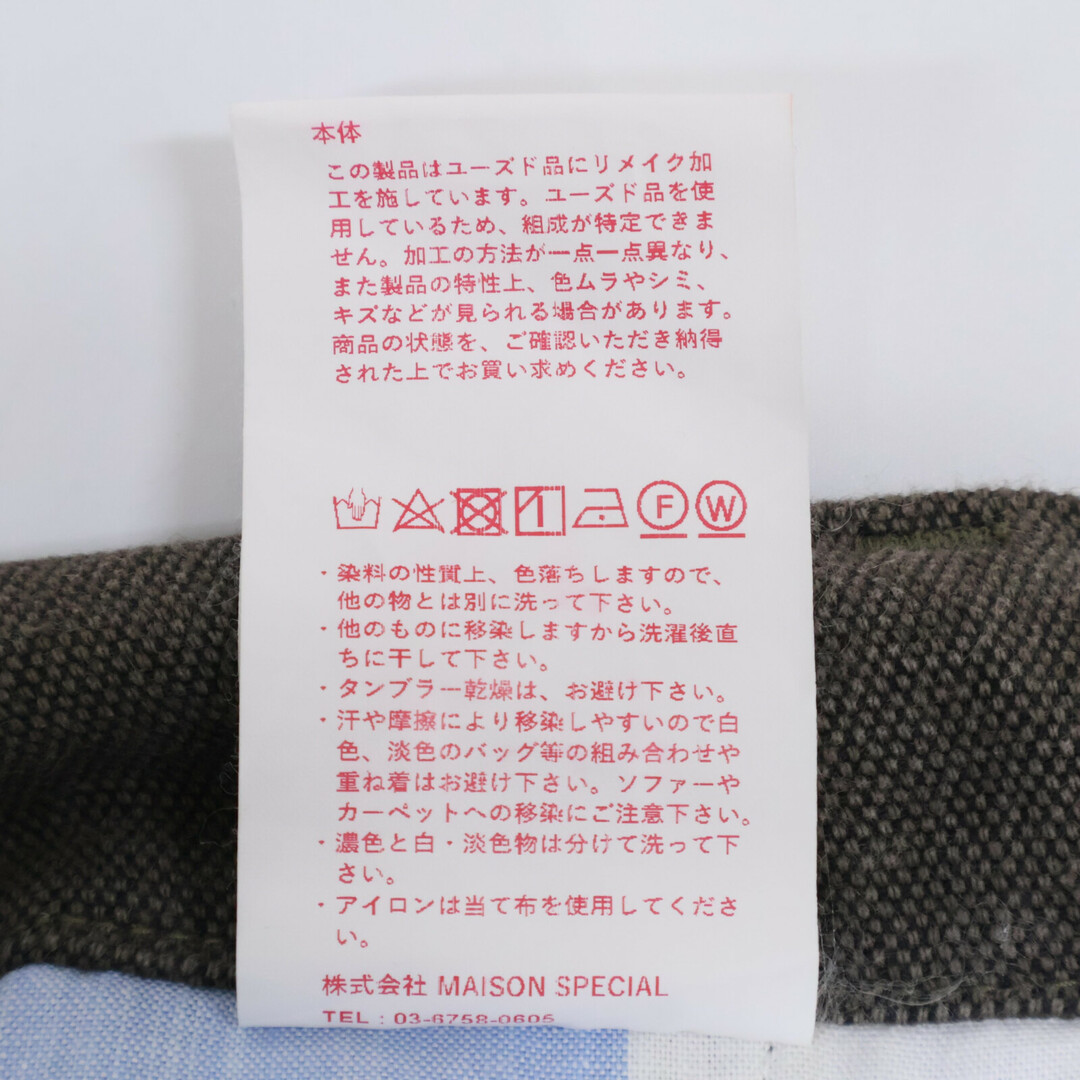 本体
この製品はユーズド品にリメイク加
工を施しています。ユーズド品を使
用しているため、組成が特定できま
せん。加工の方法が一点一点異なり、
また製品の特性上、色ムラやシミ、
キズなどが見られる場合があります。
商品の状態を、ご確認いただき納得
された上でお買い求めください。
F W
・染料の性質上、色落ちしますので、
他の物とは別に洗って下さい。
・他のものに移染しますから洗濯後直
ちに干して下さい。
・タンブラー乾燥は、お避け下さい。
・汗や摩擦により移染しやすいので白
色、淡色のバッグ等の組み合わせや
重ね着はお避け下さい。ソファーや
カーペットへの移染にご注意下さい。
・濃色と白・淡色物は分けて洗って下
さい。
・アイロンは当て布を使用してくださ
い。
株式会社 MAISON SPECIAL
TEL : 03-6758-0605